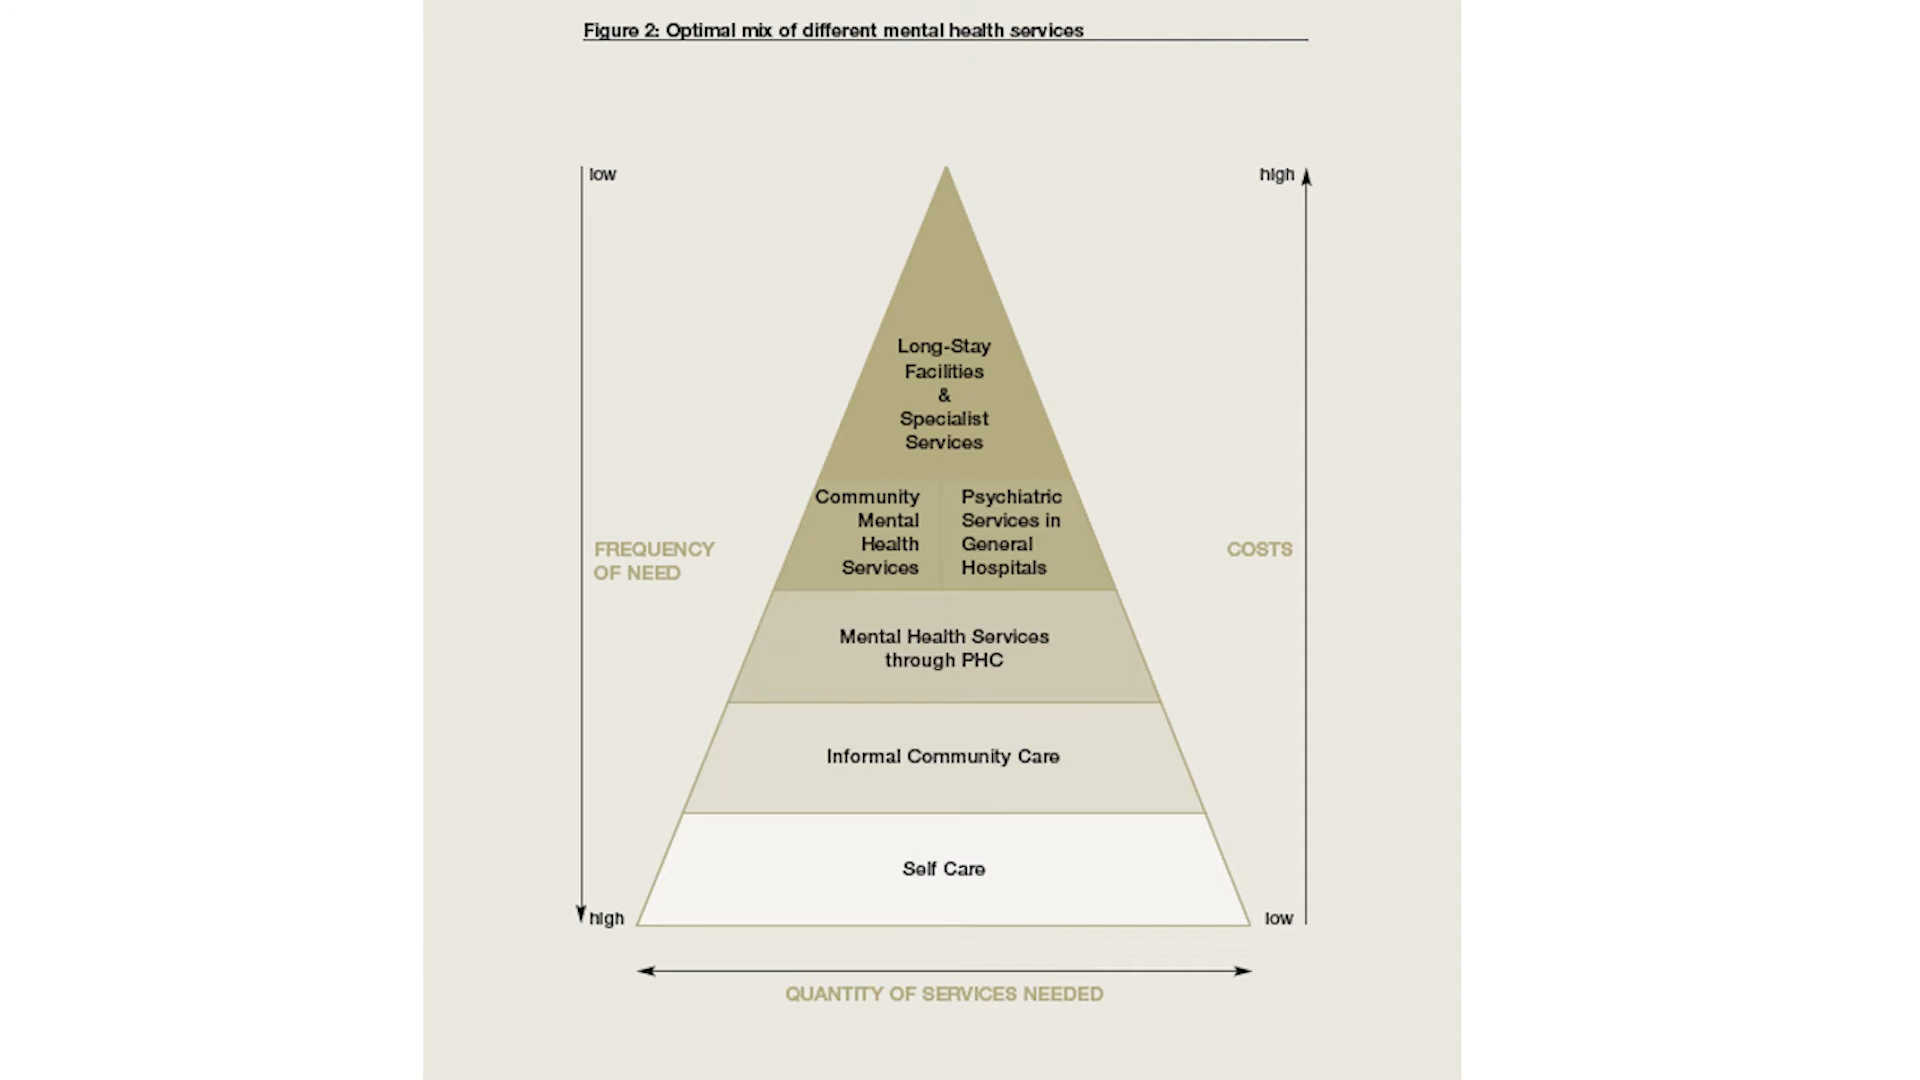 Figure 2: Optimal mix of different mental health services
low
high
Long-Stay
Facilities
&
Specialist
Services
Community
Mental
Health
Services
Psychiatric
Services in
General
Hospitals
FREQUENCY
OF NEED
COSTS
Mental Health Services
through PHC
Informal Community Care
Self Care
high
low
QUANTITY OF SERVICES NEEDED